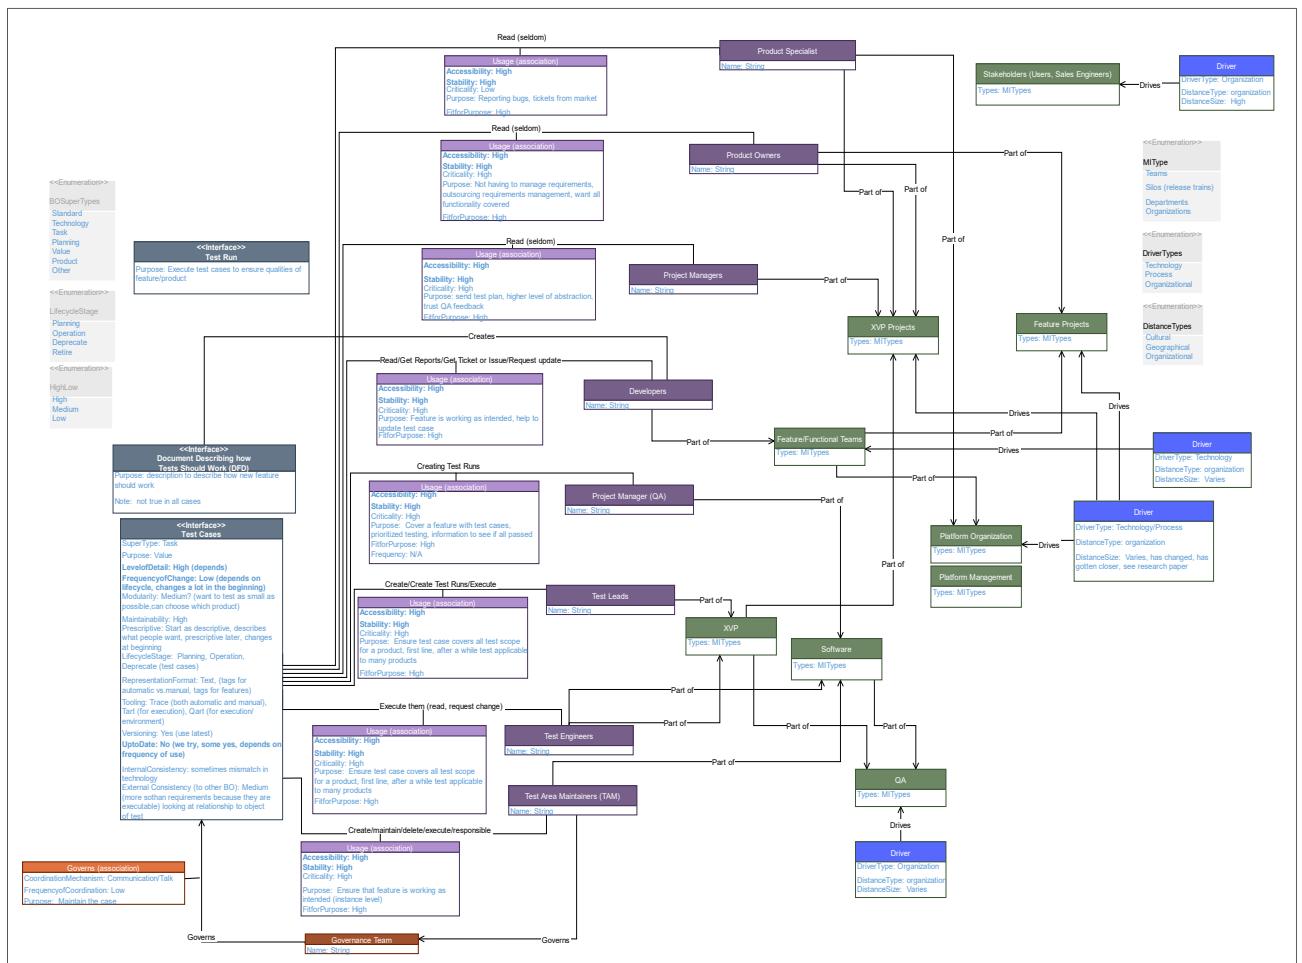 Read (seldom)
Usage (association)
Accessibility: High
Stability: High
Criticality: Low
Purpose: Reporting bugs, tickets from market
FitforPurpose: High
Product Specialist
Name: String
Stakeholders (Users, Sales Engineers)
Types: MITypes
Drives
Driver
DriverType: Organization
DistanceType: organization
DistanceSize:  High
Read (seldom)
Usage (association)
Accessibility: High
Stability: High
Criticality: High
Purpose: Not having to manage requirements,
outsourcing requirements management, want all
functionality covered
FitforPurpose: High
Product Owners
Name: String
Part of
Part of
Part of
Part of
<<Enumeration>>
MIType
Teams
Silos (release trains)
Departments
Organizations
<<Enumeration>>
DriverTypes
Technology
Process
Organizational
<<Enumeration>>
DistanceTypes
Cultural
Geographical
Organizational
<<Enumeration>>
BOSuperTypes
Standard
Technology
Task
Planning
Value
Product
Other
<<Enumeration>>
LifecycleStage
Planning
Operation
Deprecate
Retire
<<Enumeration>>
HighLow
High
Medium
Low
<<Interface>>
Test Run
Purpose: Execute test cases to ensure qualities of
feature/product
Read (seldom)
Usage (association)
Accessibility: High
Stability: High
Criticality: High
Purpose: send test plan, higher level of abstraction,
trust QA feedback
FitforPurpose: High
Project Managers
Name: String
Part of
XVP Projects
Types: MITypes
Feature Projects
Types: MITypes
Creates
Read/Get Reports/Get Ticket or Issue/Request update
Usage (association)
Accessibility: High
Stability: High
Criticality: High
Purpose: Feature is working as intended, help to
update test case
FitforPurpose: High
Developers
Name: String
Part of
Feature/Functional Teams
Types: MITypes
Part of
Drives
Drives
Drives
Driver
DriverType: Technology
DistanceType: organization
DistanceSize:  Varies
<<Interface>>
Document Describing how
Tests Should Work (DFD)
Purpose: description to describe how new feature
should work
Note:  not true in all cases
Creating Test Runs
Usage (association)
Accessibility: High
Stability: High
Criticality: High
Purpose:  Cover a feature with test cases,
prioritized testing, information to see if all passed
FitforPurpose: High
Frequency: N/A
Project Manager (QA)
Name: String
Part of
Part of
Platform Organization
Types: MITypes
Platform Management
Types: MITypes
Drives
Driver
DriverType: Technology/Process
DistanceType: organization
DistanceSize:  Varies, has changed, has
gotten closer, see research paper
<<Interface>>
Test Cases
SuperType: Task
Purpose: Value
LevelofDetail: High (depends)
FrequencyofChange: Low (depends on
lifecycle, changes a lot in the beginning)
Modularity: Medium? (want to test as small as
possible,can choose which product)
Maintainability: High
Prescriptive: Start as descriptive, describes
what people want, prescriptive later, changes
at beginning
LifecycleStage:  Planning, Operation,
Deprecate (test cases)
RepresentationFormat: Text, (tags for
automatic vs.manual, tags for features)
Tooling: Trace (both automatic and manual),
Tart (for execution), Qart (for execution/
environment)
Versioning: Yes (use latest)
UptoDate: No (we try, some yes, depends on
frequency of use)
InternalConsistency: sometimes mismatch in
technology
External Consistency (to other BO): Medium
(more sothan requirements because they are
executable) looking at relationship to object
of test
Create/Create Test Runs/Execute
Usage (association)
Accessibility: High
Stability: High
Criticality: High
Purpose:  Ensure test case covers all test scope
for a product, first line, after a while test applicable
to many products
FitforPurpose: High
Test Leads
Name: String
Part of
XVP
Types: MITypes
Software
Types: MITypes
Execute them (read, request change)
Usage (association)
Accessibility: High
Stability: High
Criticality: High
Purpose:  Ensure test case covers all test scope
for a product, first line, after a while test applicable
to many products
FitforPurpose: High
Test Engineers
Name: String
Part of
Part of
Part of
Part of
Test Area Maintainers (TAM)
Name: String
Part of
QA
Types: MITypes
Drives
Driver
DriverType: Organization
DistanceType: organization
DistanceSize:  Varies
Create/maintain/delete/execute/responsible
Usage (association)
Accessibility: High
Stability: High
Criticality: High
Purpose:  Ensure that feature is working as
intended (instance level)
FitforPurpose: High
Governs (association)
CoordinationMechanism: Communication/Talk
FrequencyofCoordination: Low
Purpose:  Maintain the case
Governs
Governance Team
Name: String
Governs